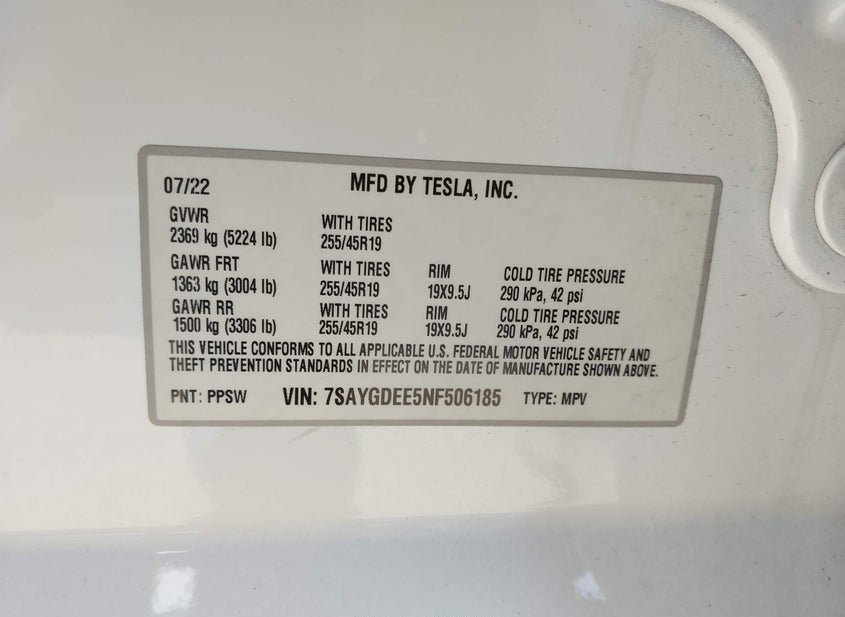 07/22 MFD BY TESLA, INC.
GVWR WITH TIRES
2369 kg (5224 lb) 255/45R19
GAWR FRT WITH TIRES RIM COLD TIRE PRESSURE
1363 kg (3004 lb) 255/45R19 19X9.5J 290 kPa, 42 psi
GAWR RR WITH TIRES RIM COLD TIRE PRESSURE
1500 kg (3306 lb) 255/45R19 19X9.5J 290 kPa, 42 psi
THIS VEHICLE CONFORMS TO ALL APPLICABLE U.S. FEDERAL MOTOR VEHICLE SAFETY AND
THEFT PREVENTION STANDARDS IN EFFECT ON THE DATE OF MANUFACTURE SHOWN ABOVE.
PNT: PPSW VIN: 7SAYGDEE5NF506185 TYPE: MPV